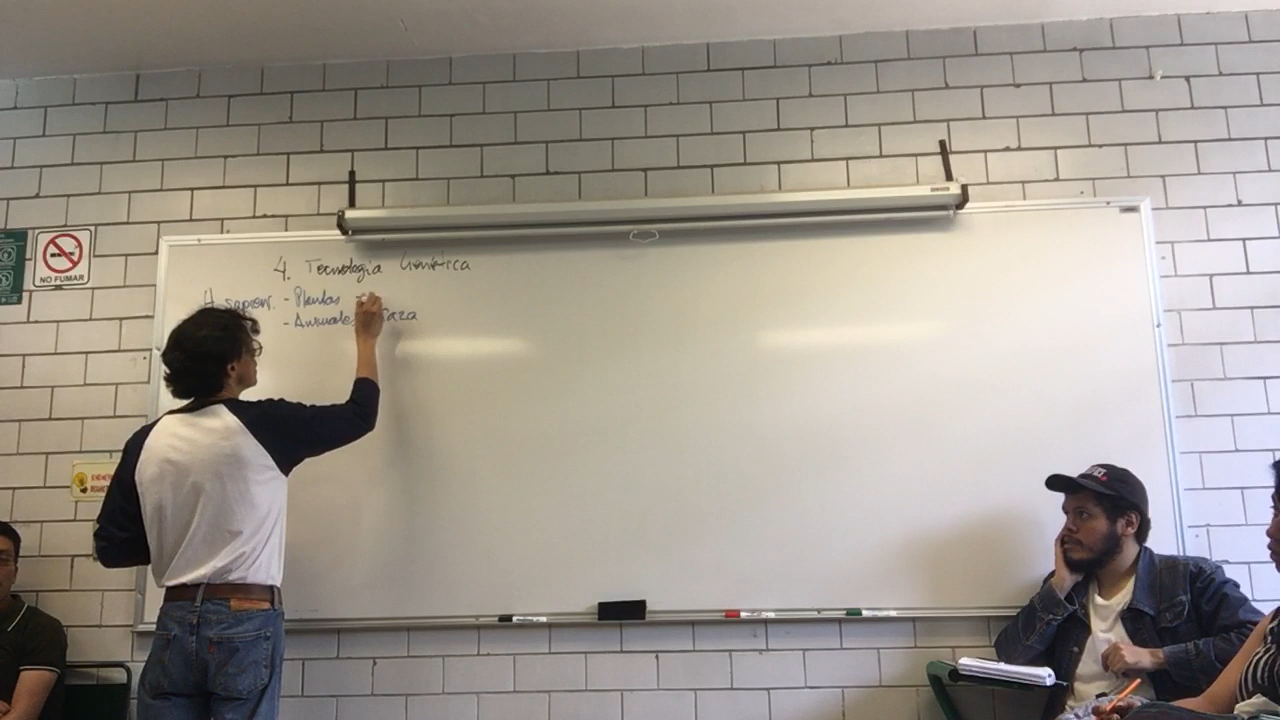 4. Tecnología Genética
H. sapiens. - Plantas
- Animales Raza
NO FUMAR